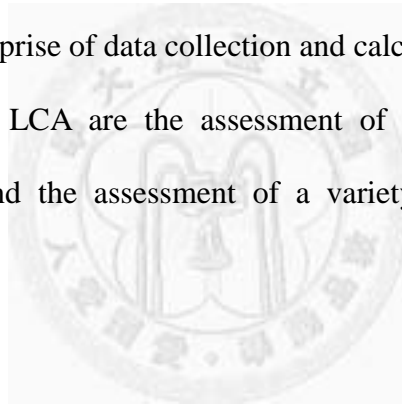 prise of data collection and calc
LCA are the assessment of
nd the assessment of a variety